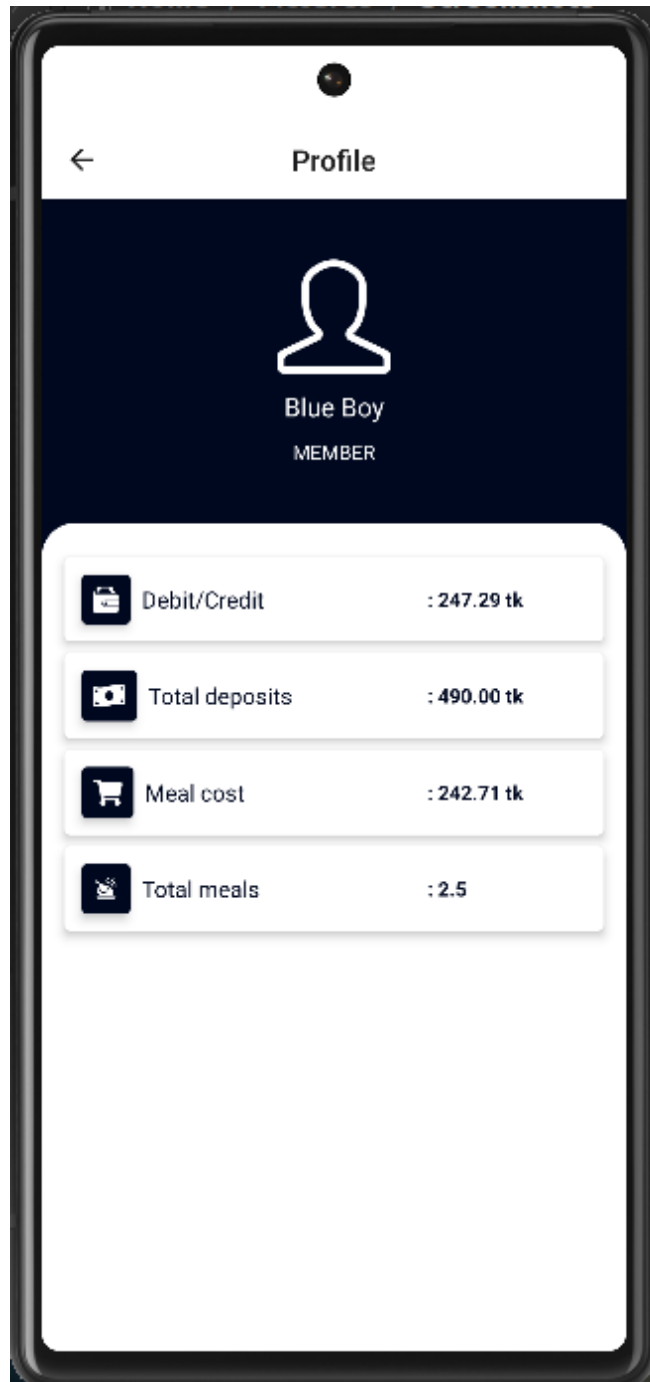 Profile
Blue Boy
MEMBER
Debit/Credit : 247.29 tk
Total deposits : 490.00 tk
Meal cost : 242.71 tk
Total meals : 2.5